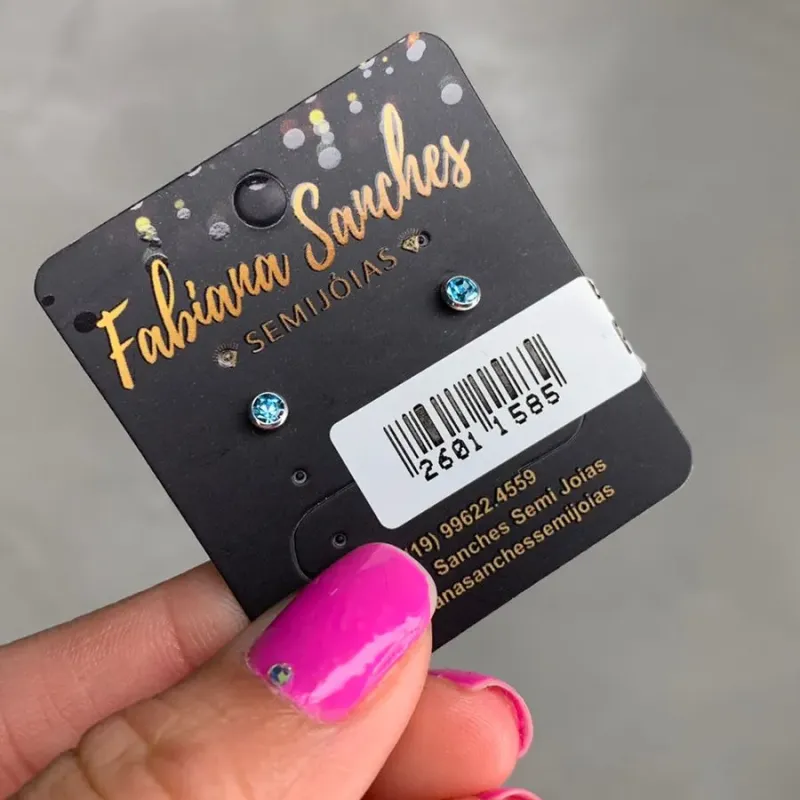 Fabiana Sanches
SEMIJÓIAS
2601 1585
19) 99622.4559
Sanches Semi Joias
anasanchessemijoias